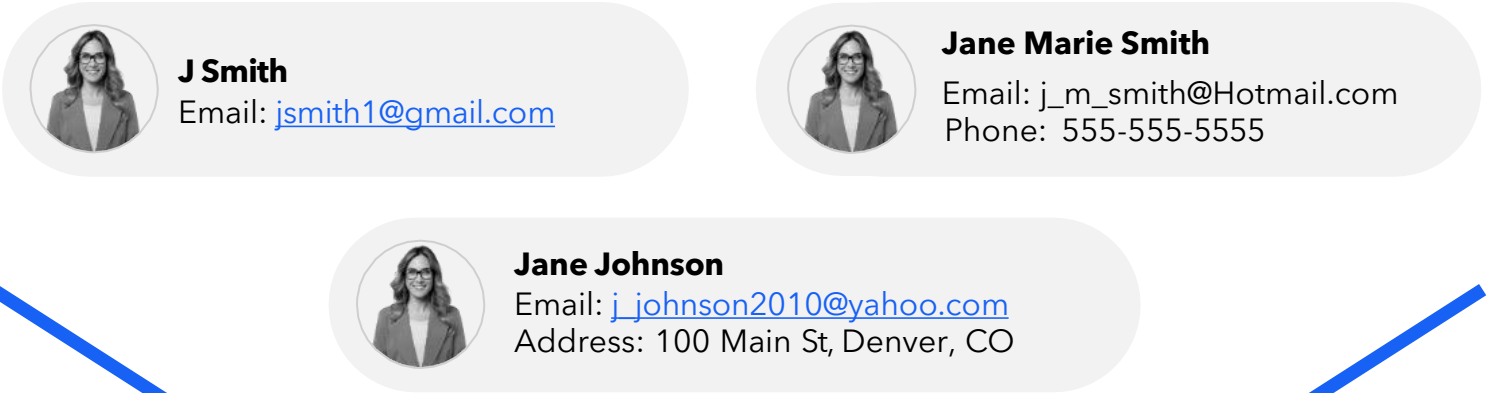 J Smith
Email: jsmith1@gmail.com
Jane Marie Smith
Email: j_m_smith@Hotmail.com
Phone: 555-555-5555
Jane Johnson
Email: j_johnson2010@yahoo.com
Address: 100 Main St, Denver, CO